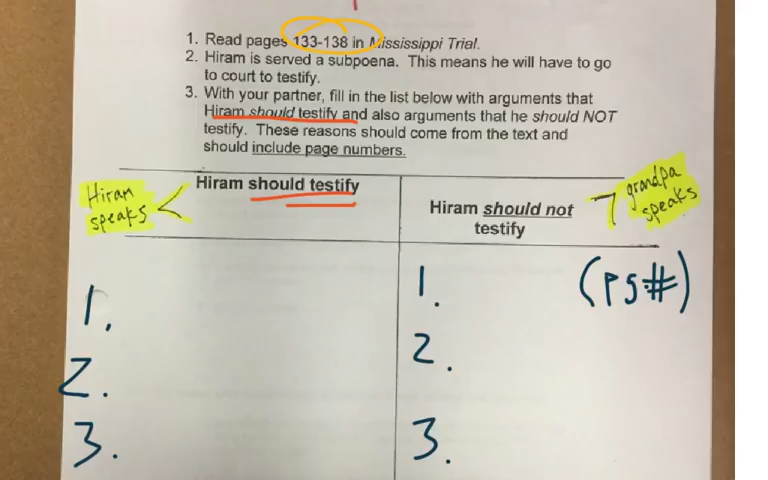 1. Read pages 133-138 in Mississippi Trial.
2. Hiram is served a subpoena. This means he will have to go
to court to testify.
3. With your partner, fill in the list below with arguments that
Hiram should testify and also arguments that he should NOT
testify. These reasons should come from the text and
should include page numbers.
Hiram
speaks
Hiram should testify
Hiram should not
testify
grandpa
speaks
1.
2.
3.
1.
(pg#)
2.
3.